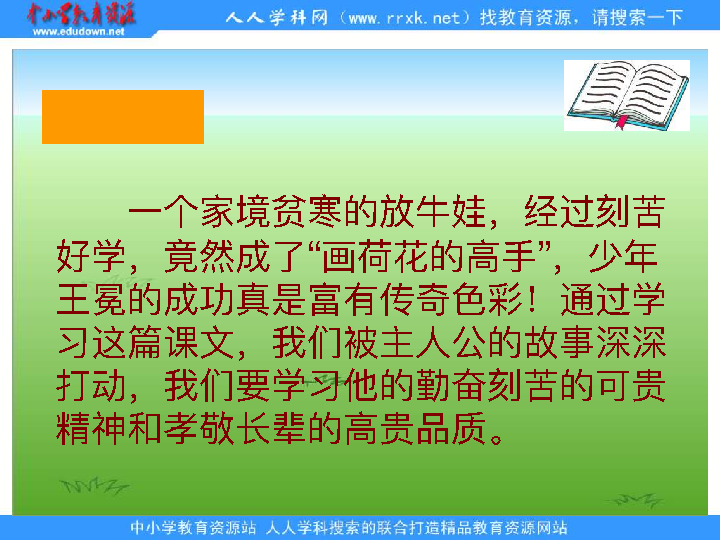 中小学教育资源
www.edudown.net
人人学科网（www.rrxk.net）找教育资源，请搜索一下
一个家境贫寒的放牛娃，经过刻苦
好学，竟然成了“画荷花的高手”，少年
王冕的成功真是富有传奇色彩！通过学
习这篇课文，我们被主人公的故事深深
打动，我们要学习他的勤奋刻苦的可贵
精神和孝敬长辈的高贵品质。
中小学教育资源站 人人学科搜索的联合打造精品教育资源网站